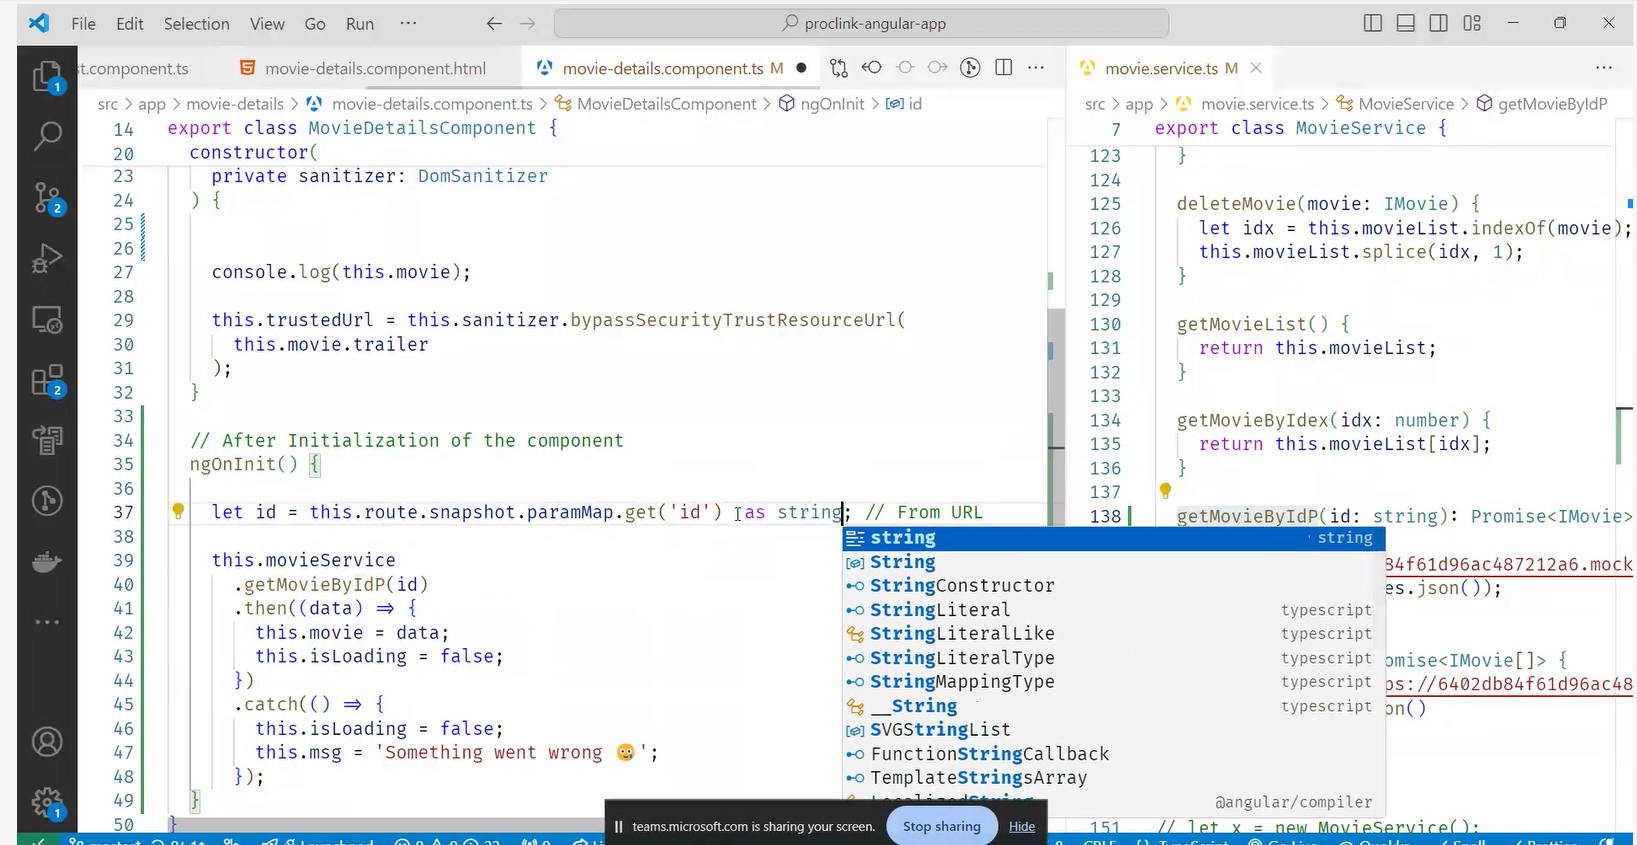 File Edit Selection View Go Run ··· proclink-angular-app
st.component.ts movie-details.component.html movie-details.component.ts M
src > app > movie-details > movie-details.component.ts > MovieDetailsComponent > ngOnInit > id
14 export class MovieDetailsComponent {
20 constructor(
23 private sanitizer: DomSanitizer
24 ) {
25
26
27 console.log(this.movie);
28
29 this.trustedUrl = this.sanitizer.bypassSecurityTrustResourceUrl(
30 this.movie.trailer
31 );
32 }
33
34 // After Initialization of the component
35 ngOnInit() {
36
37 let id = this.route.snapshot.paramMap.get('id') as string; // From URL
38
39 this.movieService
40 .getMovieByIdP(id)
41 .then((data) => {
42 this.movie = data;
43 this.isLoading = false;
44 })
45 .catch(() => {
46 this.isLoading = false;
47 this.msg = 'Something went wrong 😳';
48 });
49 }
50 }
string string
String
StringConstructor
StringLiteral typescript
StringLiteralLike typescript
StringLiteralType typescript
StringMappingType typescript
__String typescript
SVGStringList
FunctionStringCallback
TemplateStringsArray
LocalizedString @angular/compiler
movie.service.ts M
src > app > movie.service.ts > MovieService > getMovieByIdP
7 export class MovieService {
123 }
124
125 deleteMovie(movie: IMovie) {
126 let idx = this.movieList.indexOf(movie);
127 this.movieList.splice(idx, 1);
128 }
129
130 getMovieList() {
131 return this.movieList;
132 }
133
134 getMovieByIdex(idx: number) {
135 return this.movieList[idx];
136 }
137
138 getMovieByIdP(id: string): Promise<IMovie>
84f61d96ac487212a6.mock
es.json());
omise<IMovie[]> {
ps://6402db84f61d96ac48
on()
151 // let x = new MovieService();
1
2
2
1
teams.microsoft.com is sharing your screen. Stop sharing Hide